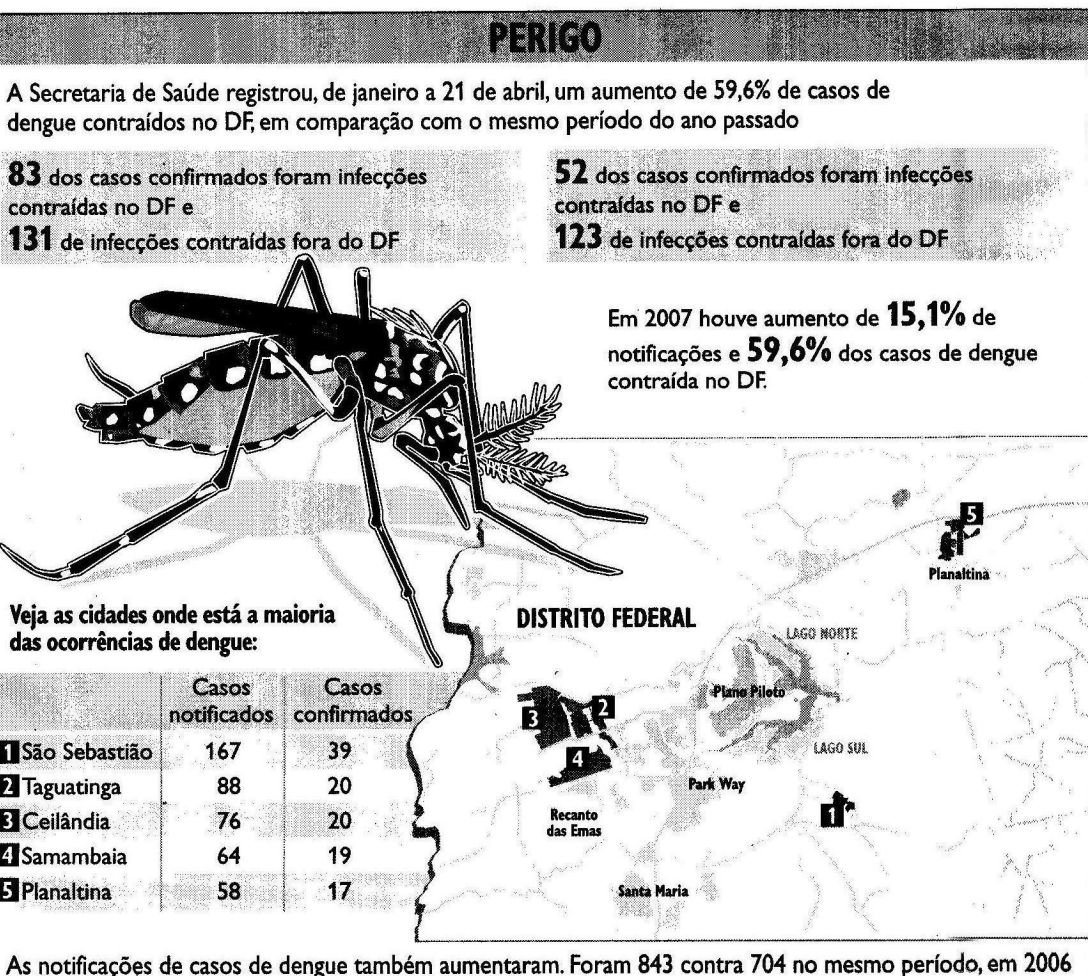 PERIGO
A Secretaria de Saúde registrou, de janeiro a 21 de abril, um aumento de 59,6% de casos de
dengue contraídos no DF, em comparação com o mesmo período do ano passado
83 dos casos confirmados foram infecções
contraídas no DF e
131 de infecções contraídas fora do DF
52 dos casos confirmados foram infecções
contraídas no DF e
123 de infecções contraídas fora do DF
Em 2007 houve aumento de 15,1% de
notificações e 59,6% dos casos de dengue
contraída no DF.
Veja as cidades onde está a maioria
das ocorrências de dengue:
Casos notificados Casos confirmados
1 São Sebastião 167 39
2 Taguatinga 88 20
3 Ceilândia 76 20
4 Samambaia 64 19
5 Planaltina 58 17
DISTRITO FEDERAL
5
Planaltina
LAGO NORTE
Plano Piloto
3
2
4
LAGO SUL
Park Way
Recanto
das Emas
1
Santa Maria
As notificações de casos de dengue também aumentaram. Foram 843 contra 704 no mesmo período, em 2006